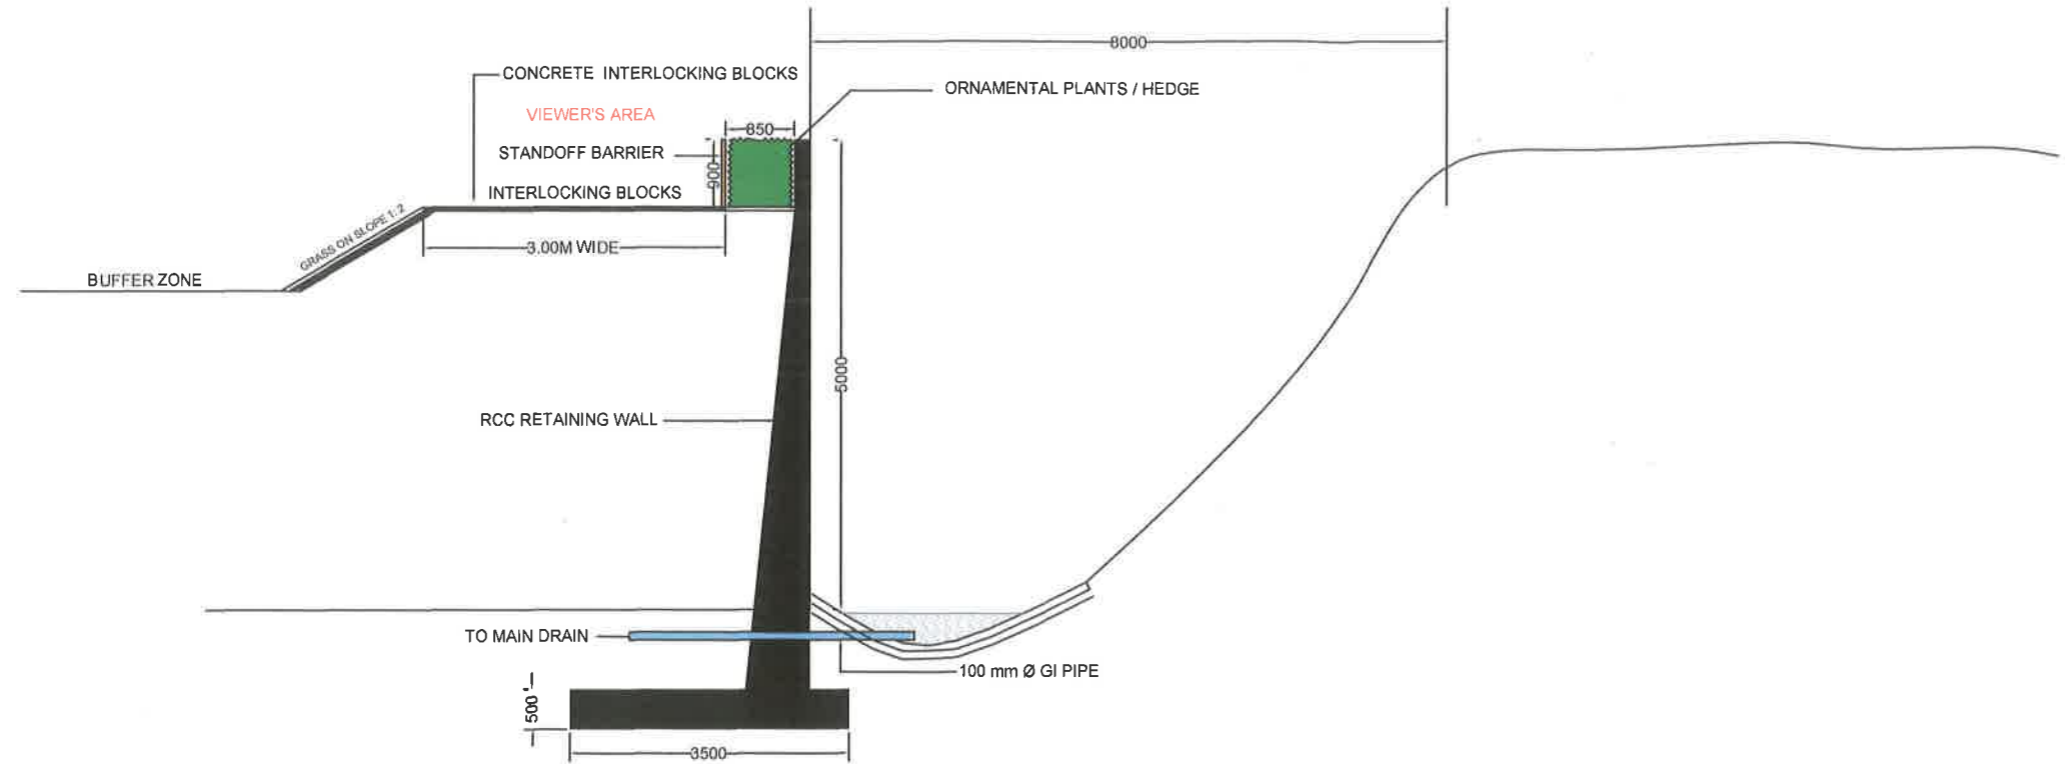 8000
CONCRETE INTERLOCKING BLOCKS
ORNAMENTAL PLANTS / HEDGE
VIEWER'S AREA
850
STANDOFF BARRIER
900
INTERLOCKING BLOCKS
GRASS ON SLOPE 1:2
3.00M WIDE
BUFFER ZONE
5000
RCC RETAINING WALL
TO MAIN DRAIN
100 mm Ø GI PIPE
500
3500